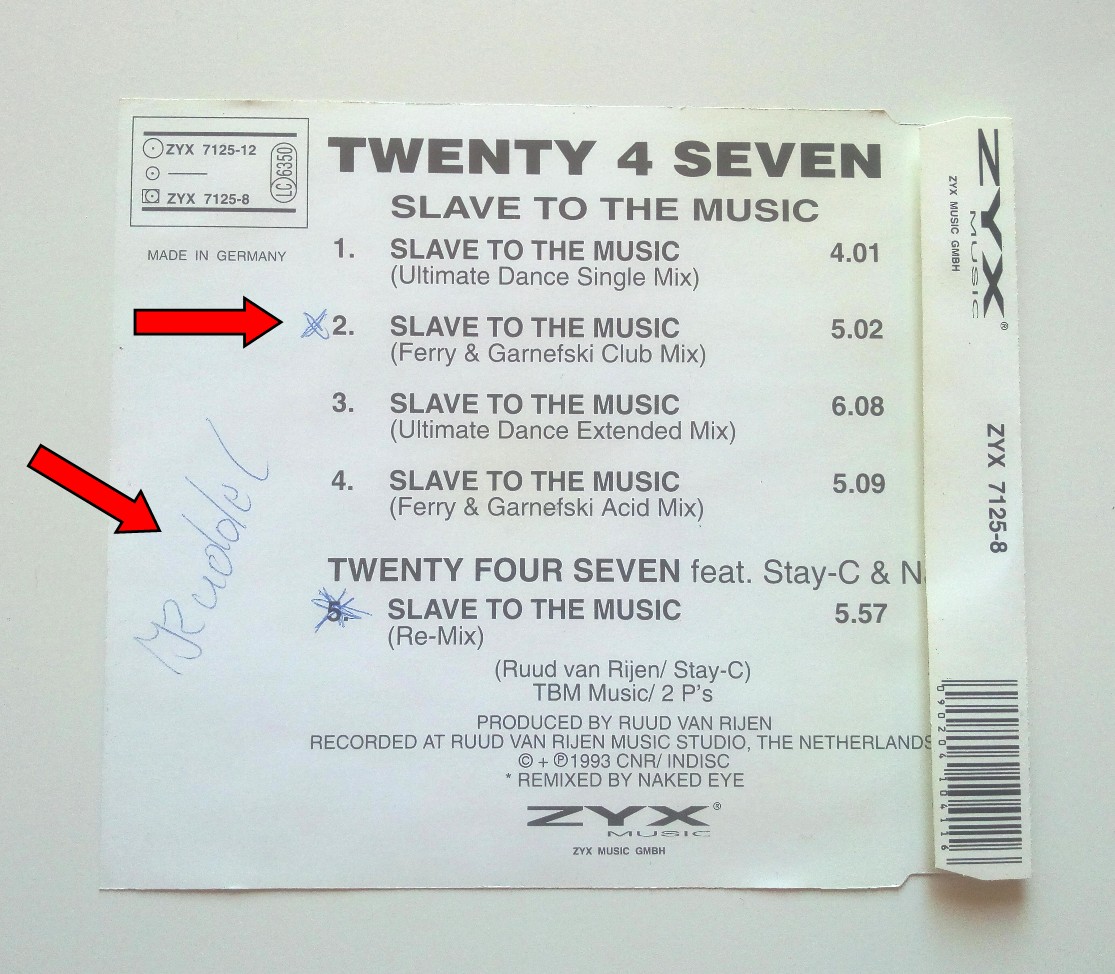 ZYX 7125-12
ZYX 7125-8
LC 6350
MADE IN GERMANY
TWENTY 4 SEVEN
SLAVE TO THE MUSIC
1. SLAVE TO THE MUSIC 4.01
(Ultimate Dance Single Mix)
2. SLAVE TO THE MUSIC 5.02
(Ferry & Garnefski Club Mix)
3. SLAVE TO THE MUSIC 6.08
(Ultimate Dance Extended Mix)
4. SLAVE TO THE MUSIC 5.09
(Ferry & Garnefski Acid Mix)
TWENTY FOUR SEVEN feat. Stay-C & N
5. SLAVE TO THE MUSIC 5.57
(Re-Mix)
(Ruud van Rijen/ Stay-C)
TBM Music/ 2 P's
PRODUCED BY RUUD VAN RIJEN
RECORDED AT RUUD VAN RIJEN MUSIC STUDIO, THE NETHERLANDS
© + ℗1993 CNR/ INDISC
* REMIXED BY NAKED EYE
ZYX®
MUSIC
ZYX MUSIC GMBH
ZYX®
MUSIC
ZYX MUSIC GMBH
ZYX 7125-8
090204104116